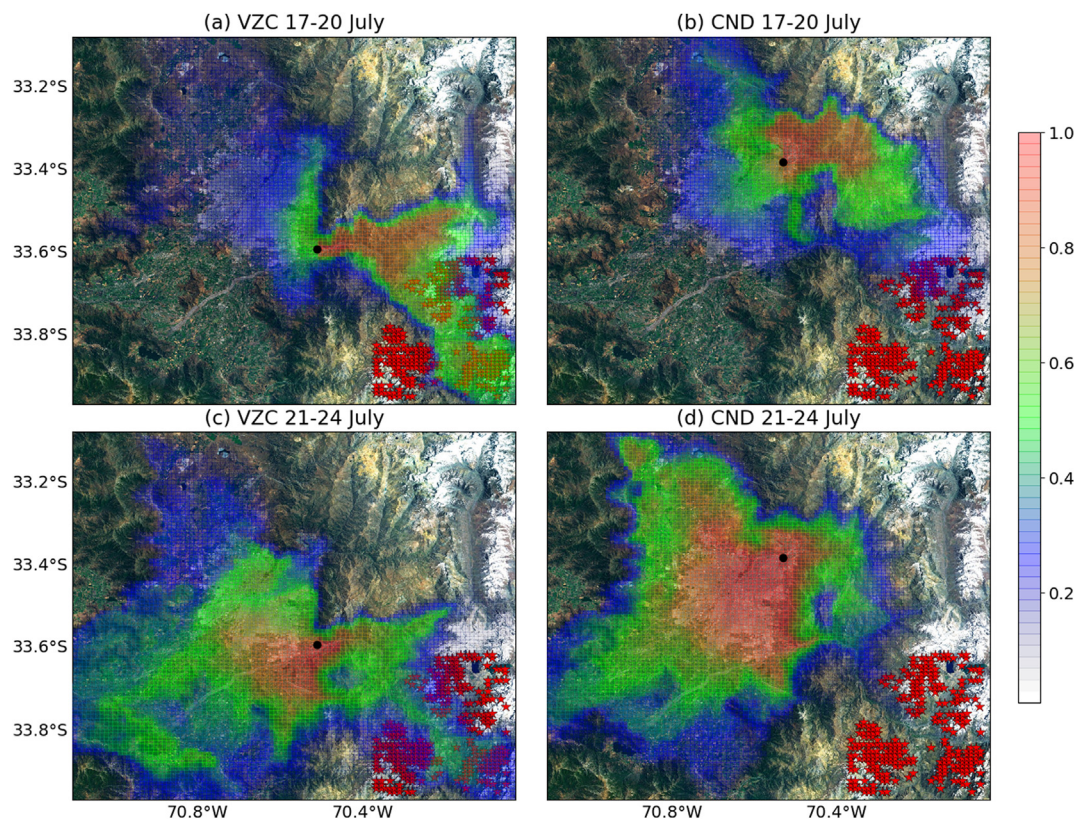 (a) VZC 17-20 July
(b) CND 17-20 July
33.2°S
33.4°S
33.6°S
33.8°S
1.0
0.8
0.6
0.4
0.2
(c) VZC 21-24 July
(d) CND 21-24 July
33.2°S
33.4°S
33.6°S
33.8°S
70.8°W
70.4°W
70.8°W
70.4°W